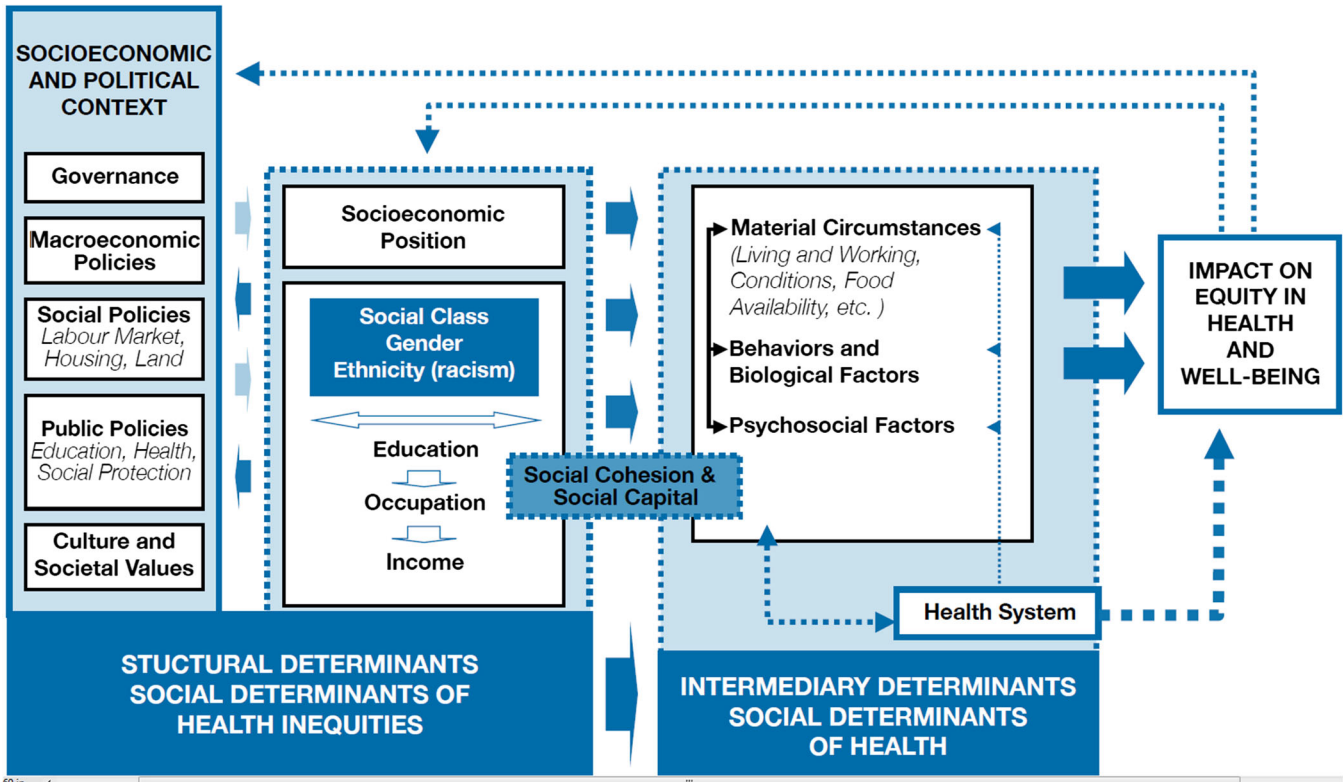 SOCIOECONOMIC
AND POLITICAL
CONTEXT
Governance
Macroeconomic
Policies
Social Policies
Labour Market,
Housing, Land
Public Policies
Education, Health,
Social Protection
Culture and
Societal Values
Socioeconomic
Position
Social Class
Gender
Ethnicity (racism)
Education
Occupation
Income
Social Cohesion &
Social Capital
Material Circumstances
(Living and Working,
Conditions, Food
Availability, etc. )
Behaviors and
Biological Factors
Psychosocial Factors
Health System
IMPACT ON
EQUITY IN
HEALTH
AND
WELL-BEING
STUCTURAL DETERMINANTS
SOCIAL DETERMINANTS OF
HEALTH INEQUITIES
INTERMEDIARY DETERMINANTS
SOCIAL DETERMINANTS
OF HEALTH